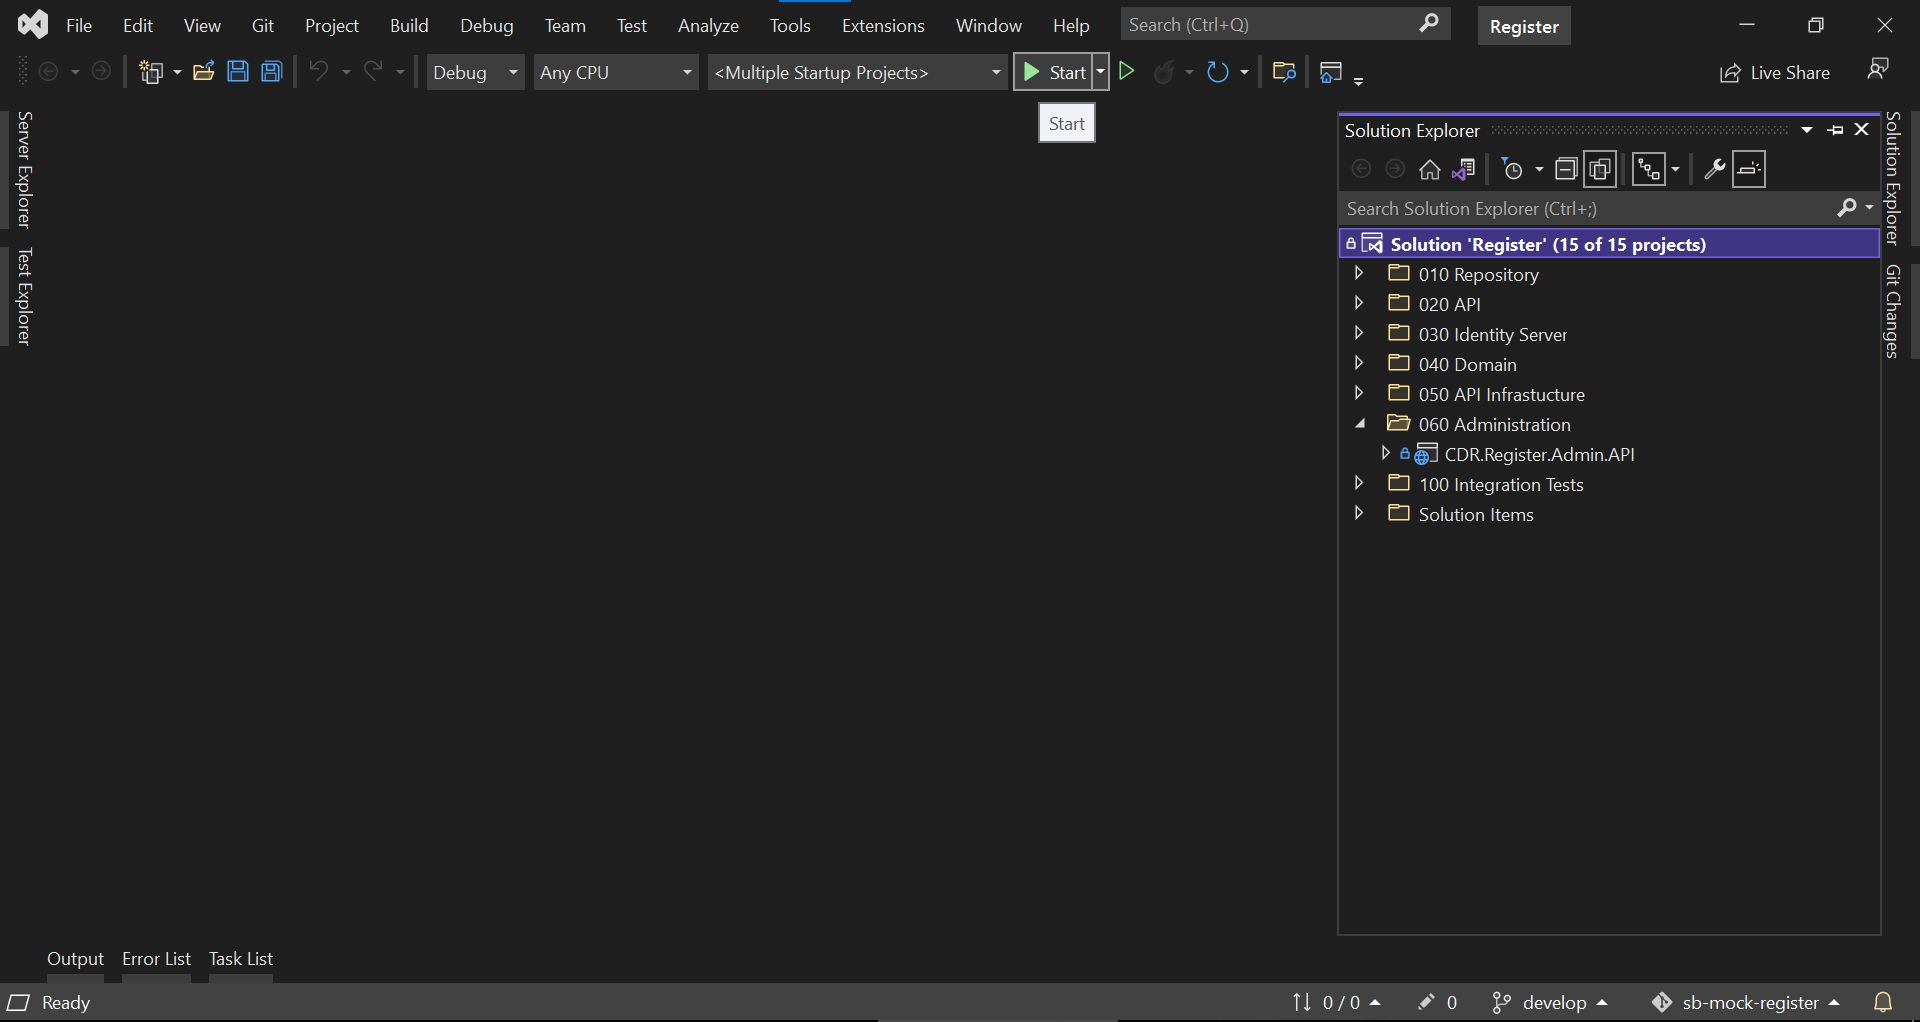 File Edit View Git Project Build Debug Team Test Analyze Tools Extensions Window Help Search (Ctrl+Q) Register
Debug Any CPU <Multiple Startup Projects> Start Live Share
Start
Server Explorer
Test Explorer
Solution Explorer
Search Solution Explorer (Ctrl+;)
Solution 'Register' (15 of 15 projects)
010 Repository
020 API
030 Identity Server
040 Domain
050 API Infrastucture
060 Administration
CDR.Register.Admin.API
100 Integration Tests
Solution Items
Solution Explorer
Git Changes
Output Error List Task List
Ready 0 / 0 0 develop sb-mock-register